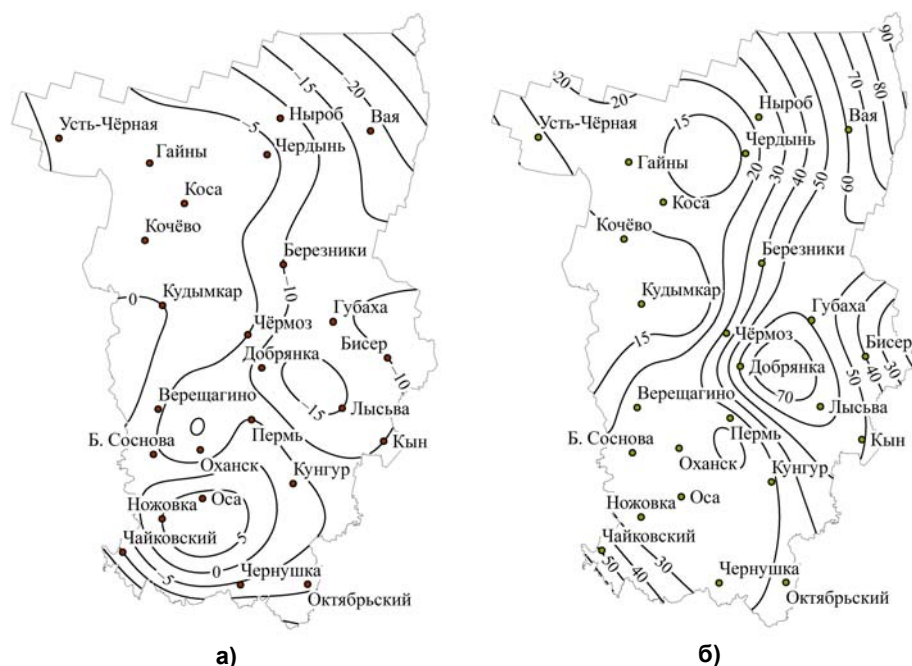 -15
-20
-5
Ныроб
Вая
Усть-Чёрная
Чердынь
Гайны
Коса
Кочёво
Березники
-10
0
Кудымкар
Губаха
Чёрмоз
Бисер
Добрянка
-10
-15
Верещагино
Лысьва
Пермь
Б. Соснова
Кын
Оханск
Кунгур
Оса
Ножовка
5
Чайковский
-5
0
Чернушка
Октябрьский
а)
90
20
20
70
80
Ныроб
Вая
Усть-Чёрная
15
Чердынь
Гайны
20
30
40
50
60
Коса
Кочёво
Березники
Кудымкар
Губаха
15
Чёрмоз
Бисер
Добрянка
50
40
30
70
Верещагино
Лысьва
Пермь
Б. Соснова
Кын
Оханск
Кунгур
Оса
Ножовка
Чайковский
50
40
30
Чернушка
Октябрьский
б)